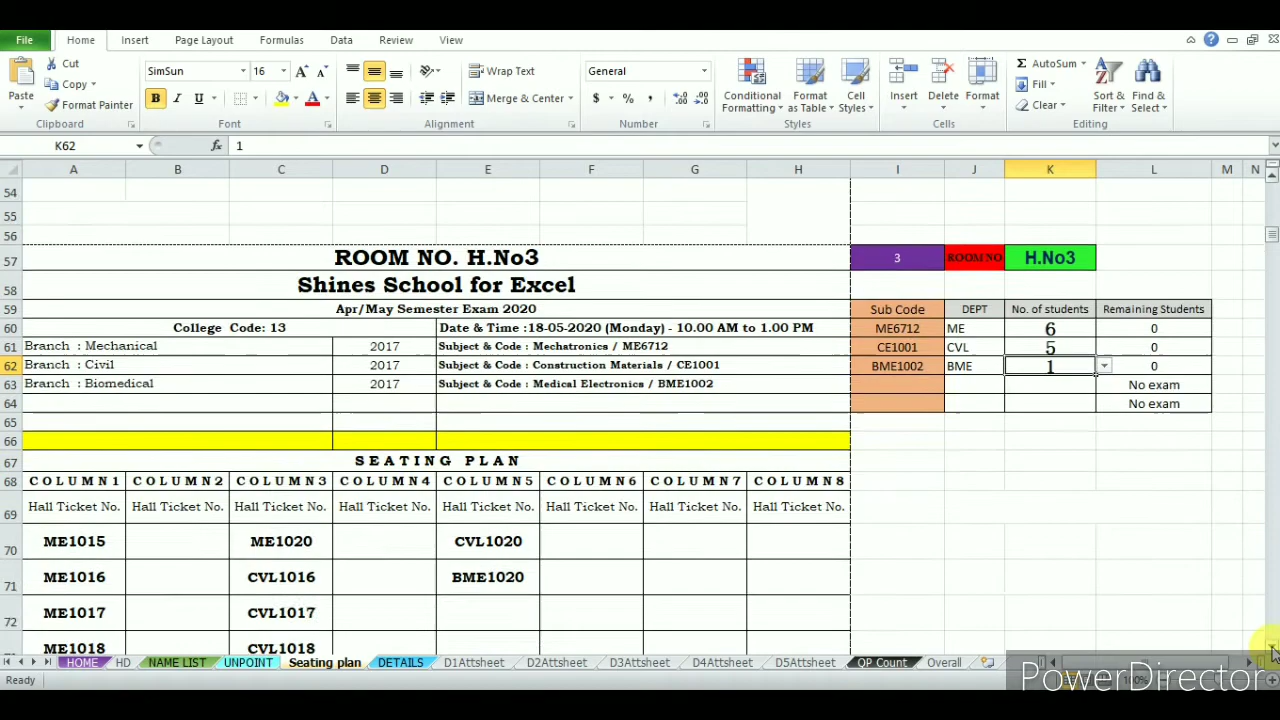 File Home Insert Page Layout Formulas Data Review View
Cut SimSun 16 Wrap Text General AutoSum
Copy Paste Format Painter B I U Merge & Center $ % , Conditional Formatting Format as Table Cell Styles Insert Delete Format Fill Clear Sort & Filter Find & Select
Clipboard Font Alignment Number Styles Cells Editing
K62 fx 1
A B C D E F G H I J K L M N
54
55
56
57 ROOM NO. H.No3 3 ROOM NO H.No3
58 Shines School for Excel
59 Apr/May Semester Exam 2020 Sub Code DEPT No. of students Remaining Students
60 College Code: 13 Date & Time :18-05-2020 (Monday) - 10.00 AM to 1.00 PM ME6712 ME 6 0
61 Branch : Mechanical 2017 Subject & Code : Mechatronics / ME6712 CE1001 CVL 5 0
62 Branch : Civil 2017 Subject & Code : Construction Materials / CE1001 BME1002 BME 1 0
63 Branch : Biomedical 2017 Subject & Code : Medical Electronics / BME1002 No exam
64 No exam
65
66
67 SEATING PLAN
68 COLUMN1 COLUMN2 COLUMN3 COLUMN4 COLUMN5 COLUMN6 COLUMN7 COLUMN8
69 Hall Ticket No. Hall Ticket No. Hall Ticket No. Hall Ticket No. Hall Ticket No. Hall Ticket No. Hall Ticket No. Hall Ticket No.
70 ME1015 ME1020 CVL1020
71 ME1016 CVL1016 BME1020
72 ME1017 CVL1017
ME1018 CVL1018
HOME HD NAME LIST UNPOINT Seating plan DETAILS D1Attsheet D2Attsheet D3Attsheet D4Attsheet D5Attsheet QP Count Overall
Ready 100%
PowerDirector